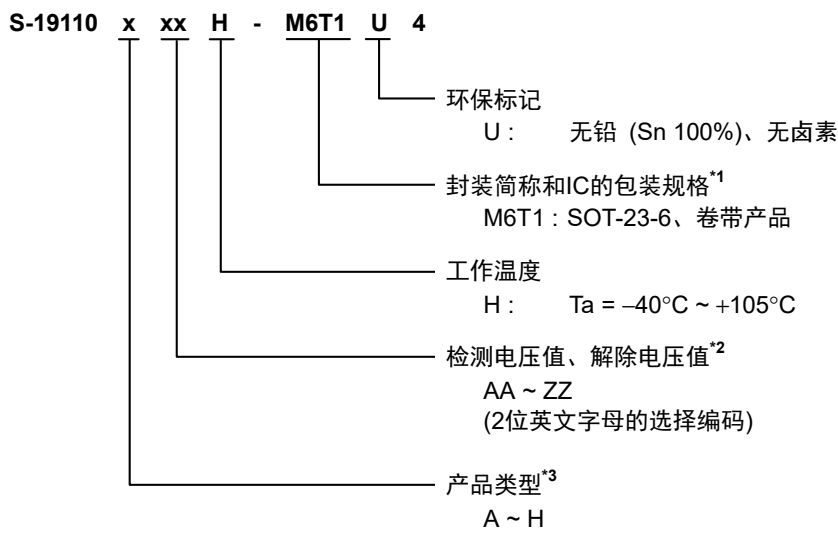 S-19110 x xx H - M6T1 U 4
环保标记
U : 无铅 (Sn 100%)、无卤素
封装简称和IC的包装规格*1
M6T1 : SOT-23-6、卷带产品
工作温度
H : Ta = −40°C ~ +105°C
检测电压值、解除电压值*2
AA ~ ZZ
(2位英文字母的选择编码)
产品类型*3
A ~ H